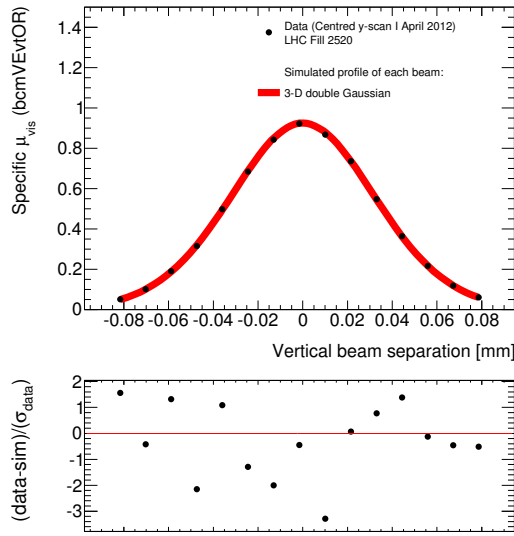 1.4
1.2
1
0.8
0.6
0.4
0.2
0
Specific μvis (bcmVEvtOR)
Data (Centred y-scan I April 2012)
LHC Fill 2520
Simulated profile of each beam:
3-D double Gaussian
-0.08 -0.06 -0.04 -0.02 0 0.02 0.04 0.06 0.08
Vertical beam separation [mm]
2
1
0
-1
-2
-3
(data-sim)/(σdata)